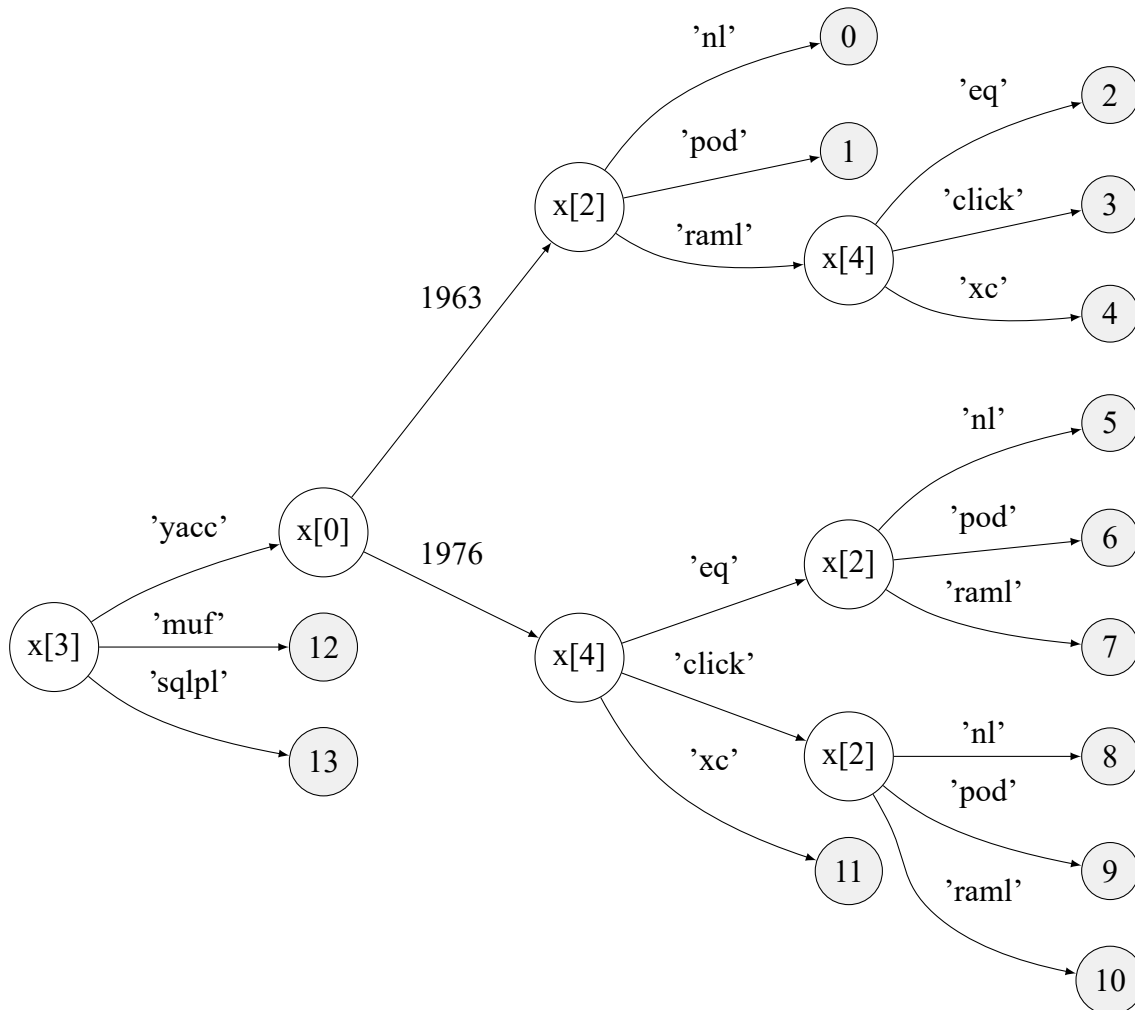 ’nl’
0
’eq’
2
’pod’
1
x[2]
’click’
3
’raml’
x[4]
’xc’
4
1963
’nl’
5
’yacc’
x[0]
1976
’pod’
6
’eq’
x[2]
’raml’
7
x[3]
’muf’
12
x[4]
’click’
’sqlpl’
13
’nl’
8
’xc’
x[2]
’pod’
9
11
’raml’
10